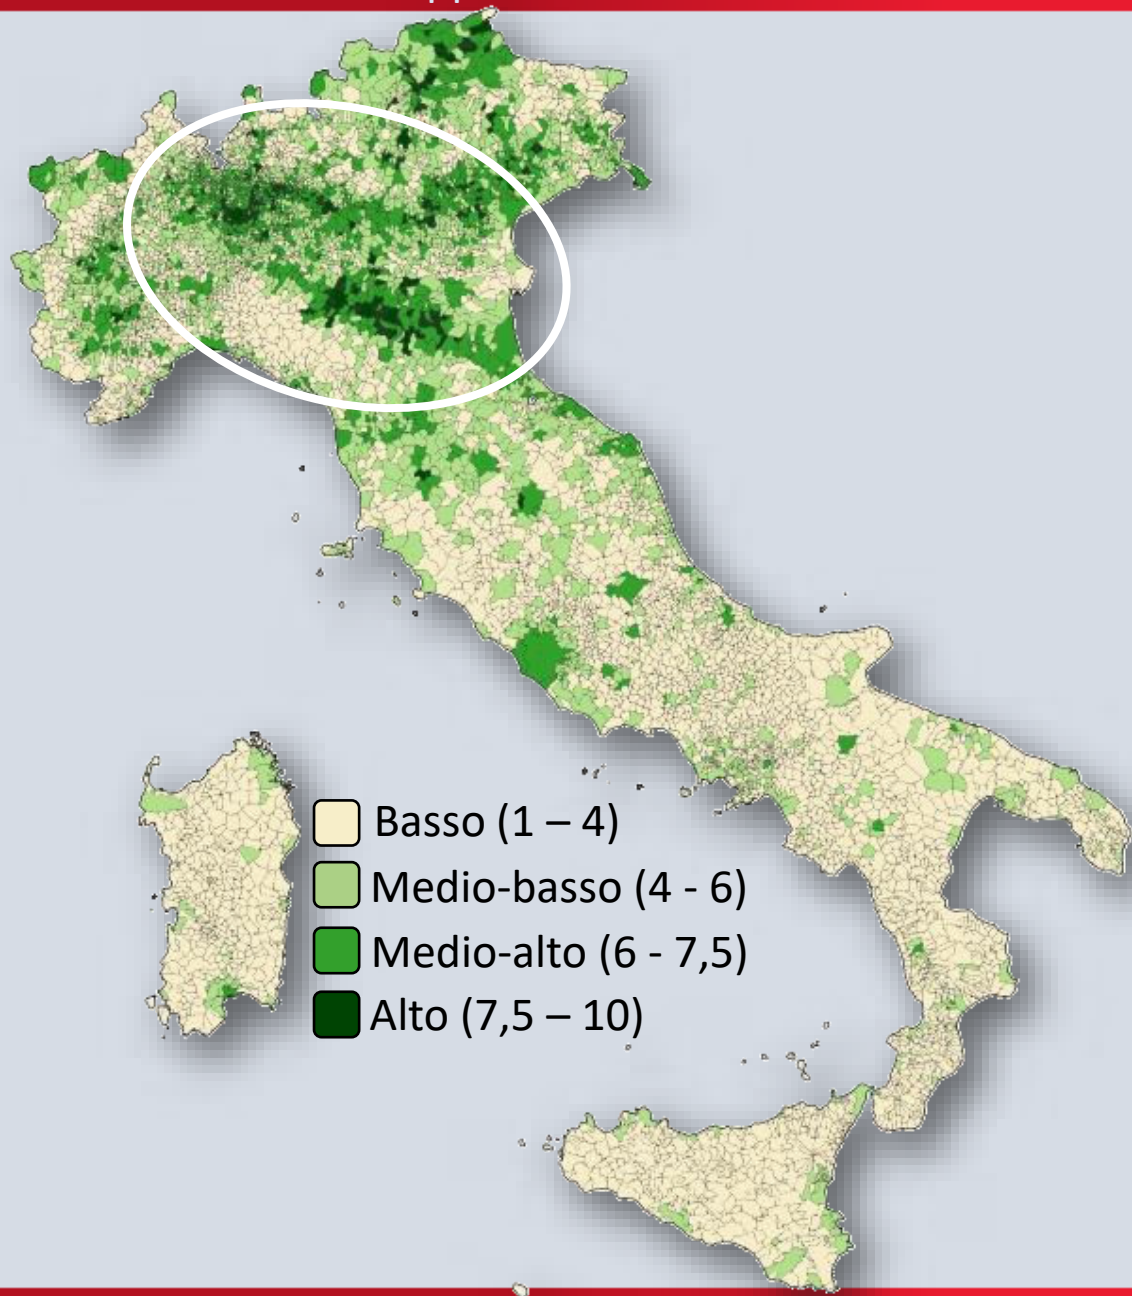 Basso (1 – 4)
Medio-basso (4 - 6)
Medio-alto (6 - 7,5)
Alto (7,5 – 10)